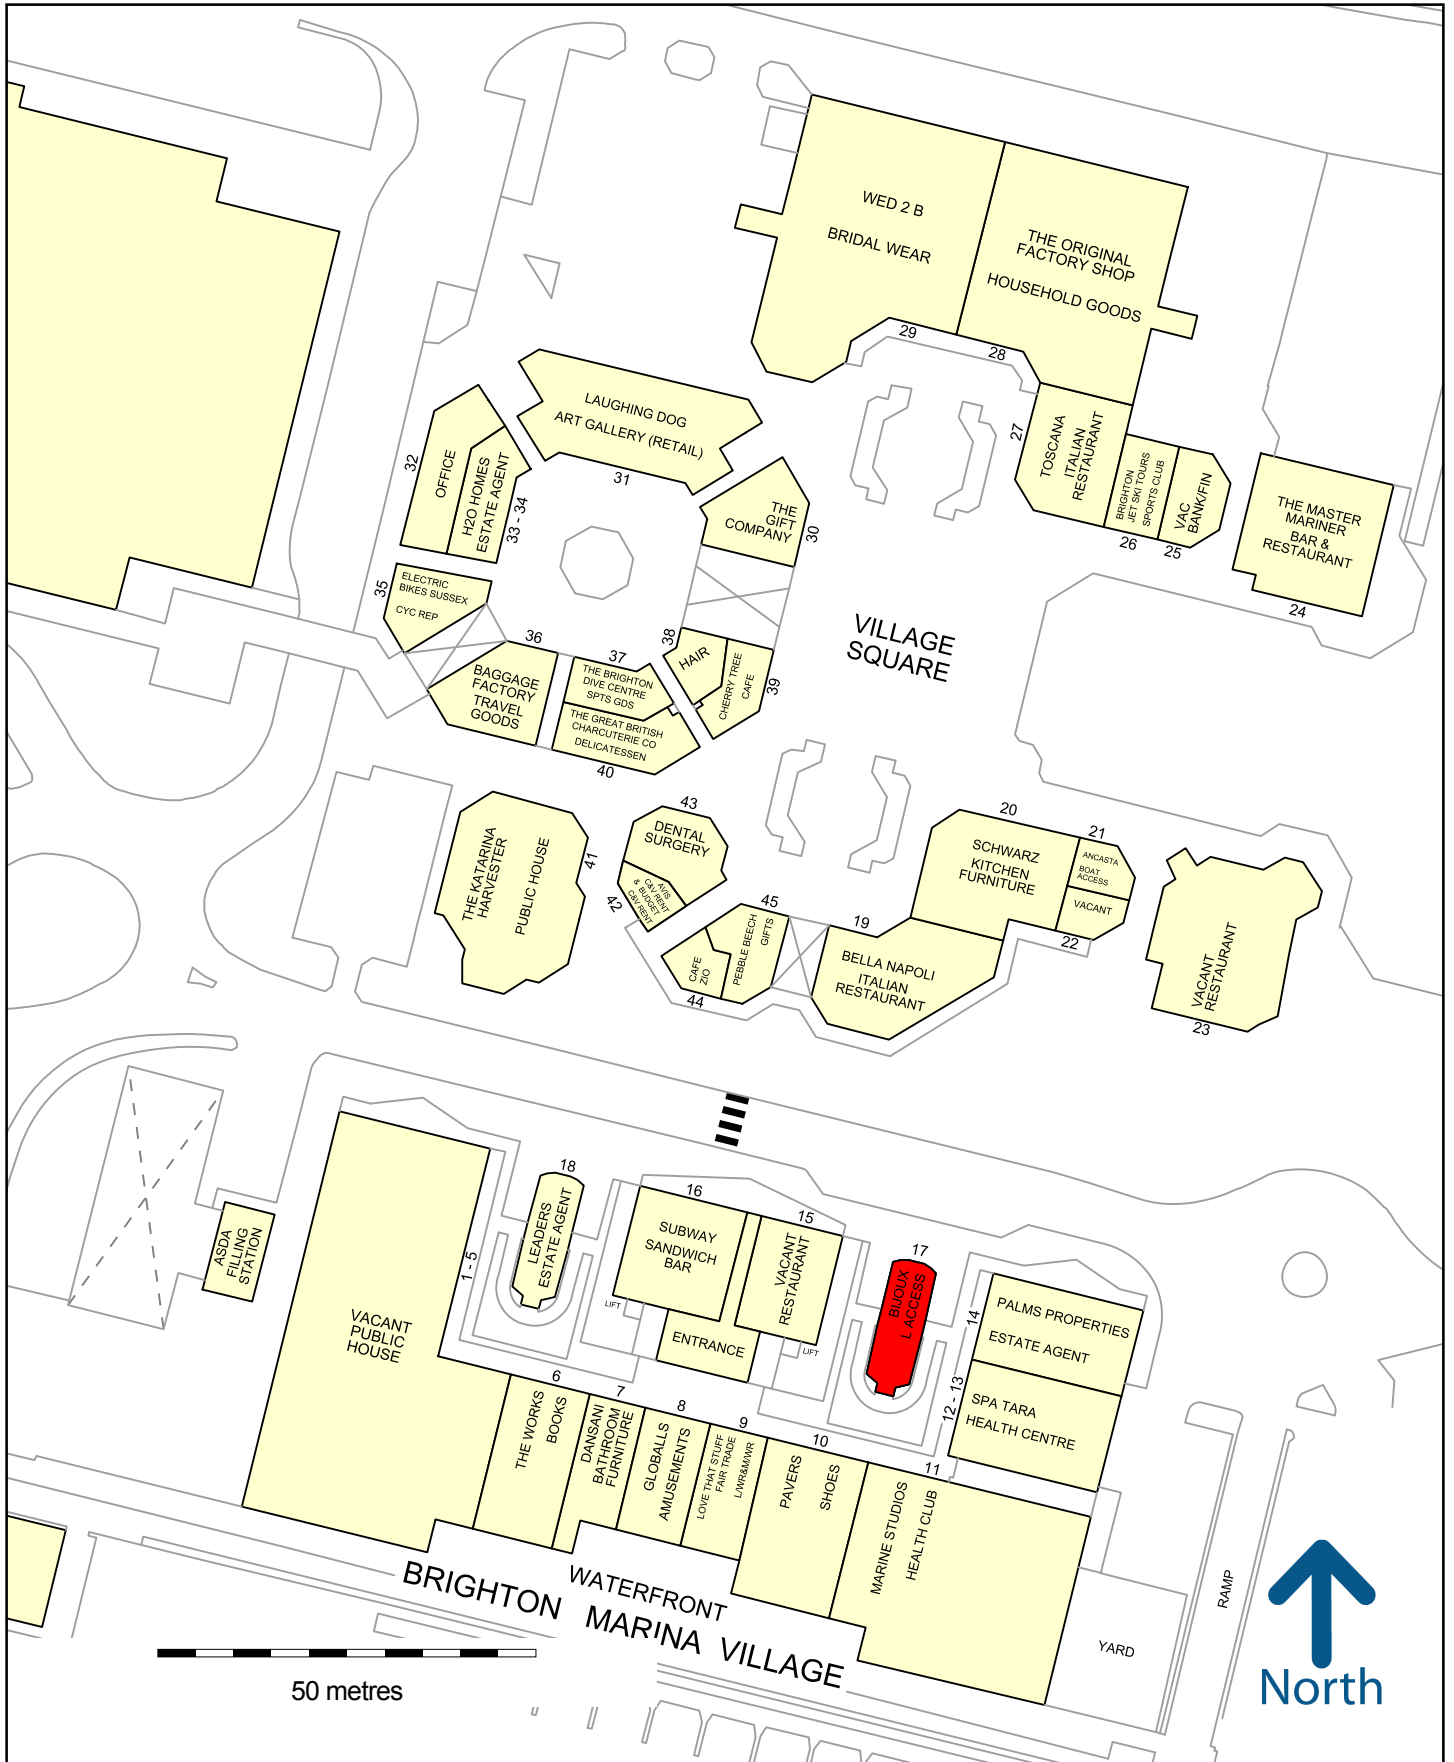 WED 2 B
BRIDAL WEAR
THE ORIGINAL
FACTORY SHOP
HOUSEHOLD GOODS
29
28
27
TOSCANA
ITALIAN
RESTAURANT
BRIGHTON
JET SKI TOURS
SPORTS CLUB
VAC
BANK/FIN
26
25
THE MASTER
MARINER
BAR &
RESTAURANT
24
LAUGHING DOG
ART GALLERY (RETAIL)
31
32
OFFICE
H2O HOMES
ESTATE AGENT
33 - 34
THE
GIFT
COMPANY
30
35
ELECTRIC
BIKES SUSSEX
CYC REP
36
BAGGAGE
FACTORY
TRAVEL
GOODS
37
THE BRIGHTON
DIVE CENTRE
SPTS GDS
THE GREAT BRITISH
CHARCUTERIE CO
DELICATESSEN
40
38
HAIR
CHERRY TREE
CAFE
39
VILLAGE
SQUARE
THE KATARINA
HARVESTER
PUBLIC HOUSE
41
43
DENTAL
SURGERY
42
AVIS
C&V RENT
& BUDGET
C&V RENT
45
PEBBLE BEECH
GIFTS
CAFE
ZIO
44
19
BELLA NAPOLI
ITALIAN
RESTAURANT
20
SCHWARZ
KITCHEN
FURNITURE
21
ANCASTA
BOAT
ACCESS
VACANT
22
VACANT
RESTAURANT
23
ASDA
FILLING
STATION
VACANT
PUBLIC
HOUSE
1 - 5
18
LEADERS
ESTATE AGENT
16
SUBWAY
SANDWICH
BAR
LIFT
15
VACANT
RESTAURANT
ENTRANCE
LIFT
17
BIJOUX
L ACCESS
14
PALMS PROPERTIES
ESTATE AGENT
12 - 13
SPA TARA
HEALTH CENTRE
6
THE WORKS
BOOKS
7
DANSANI
BATHROOM
FURNITURE
8
GLOBALLS
AMUSEMENTS
9
LOVE THAT STUFF
FAIR TRADE
L/WR&M/WR
10
PAVERS
SHOES
11
MARINE STUDIOS
HEALTH CLUB
WATERFRONT
BRIGHTON MARINA VILLAGE
YARD
RAMP
50 metres
North